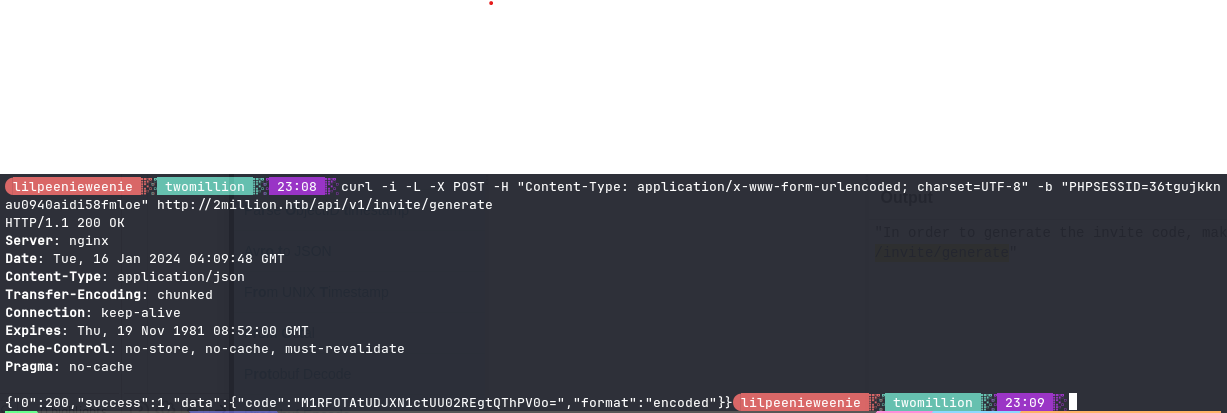 lilpeenieweenie twomillion 23:08 curl -i -L -X POST -H "Content-Type: application/x-www-form-urlencoded; charset=UTF-8" -b "PHPSESSID=36tgujkkn
au0940aidi58fmloe" http://2million.htb/api/v1/invite/generate
Output
HTTP/1.1 200 OK
Server: nginx
"In order to generate the invite code, mak
Date: Tue, 16 Jan 2024 04:09:48 GMT
/invite/generate"
Content-Type: application/json
Transfer-Encoding: chunked
From UNIX Timestamp
Connection: keep-alive
Expires: Thu, 19 Nov 1981 08:52:00 GMT
Cache-Control: no-store, no-cache, must-revalidate
Pragma: no-cache
{"0":200,"success":1,"data":{"code":"M1RFOTAtUDJXN1ctUU02REgtQThPV0o=","format":"encoded"}}lilpeenieweenie twomillion 23:09